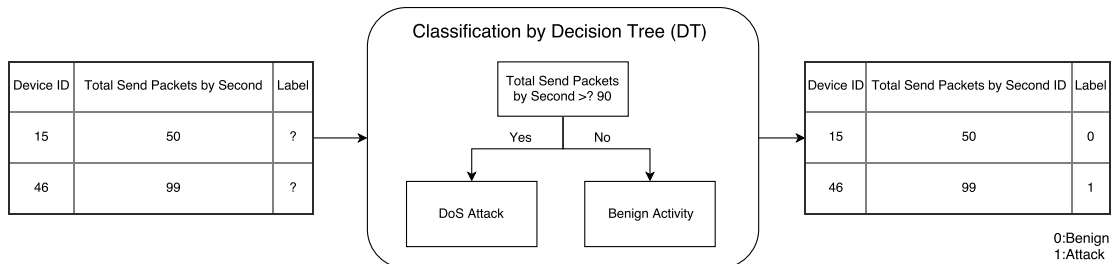 Classification by Decision Tree (DT)
Device ID Total Send Packets by Second Label
15 50 ?
46 99 ?
Total Send Packets
by Second >? 90
Yes No
DoS Attack Benign Activity
Device ID Total Send Packets by Second ID Label
15 50 0
46 99 1
0:Benign
1:Attack